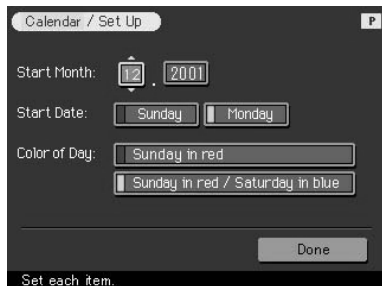 Calendar / Set Up P
Start Month: 12 . 2001
Start Date: Sunday Monday
Color of Day: Sunday in red
Sunday in red / Saturday in blue
Done
Set each item.